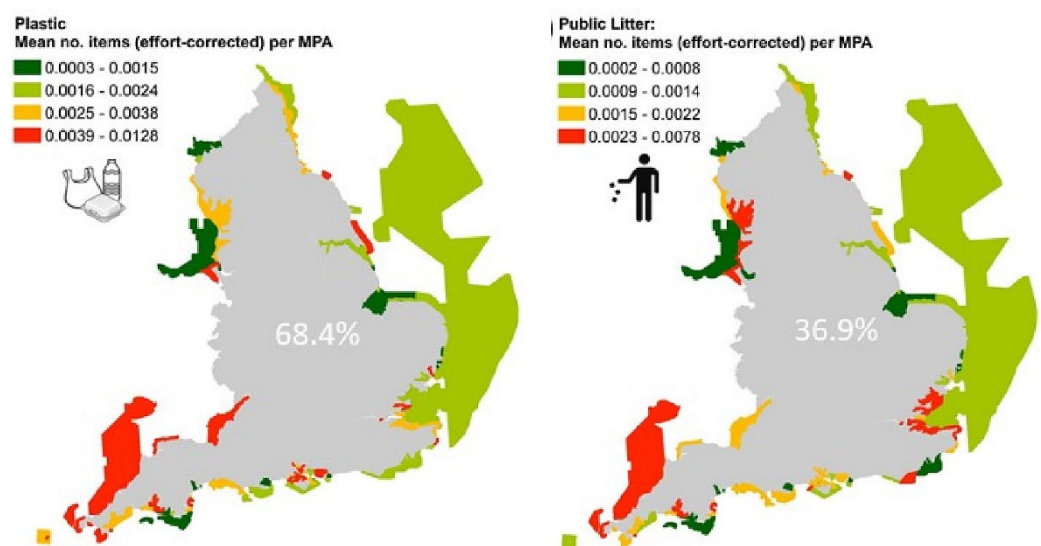 Plastic
Mean no. items (effort-corrected) per MPA
0.0003 - 0.0015
0.0016 - 0.0024
0.0025 - 0.0038
0.0039 - 0.0128
68.4%
Public Litter:
Mean no. items (effort-corrected) per MPA
0.0002 - 0.0008
0.0009 - 0.0014
0.0015 - 0.0022
0.0023 - 0.0078
36.9%